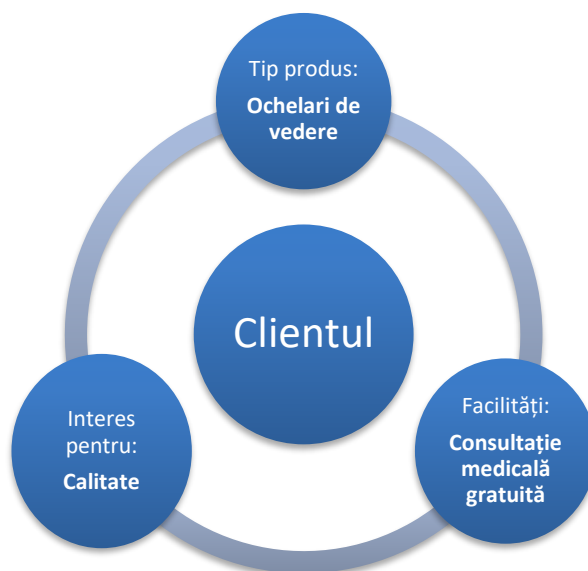 Tip produs:
Ochelari de
vedere
Clientul
Interes
pentru:
Calitate
Facilități:
Consultație
medicală
gratuită